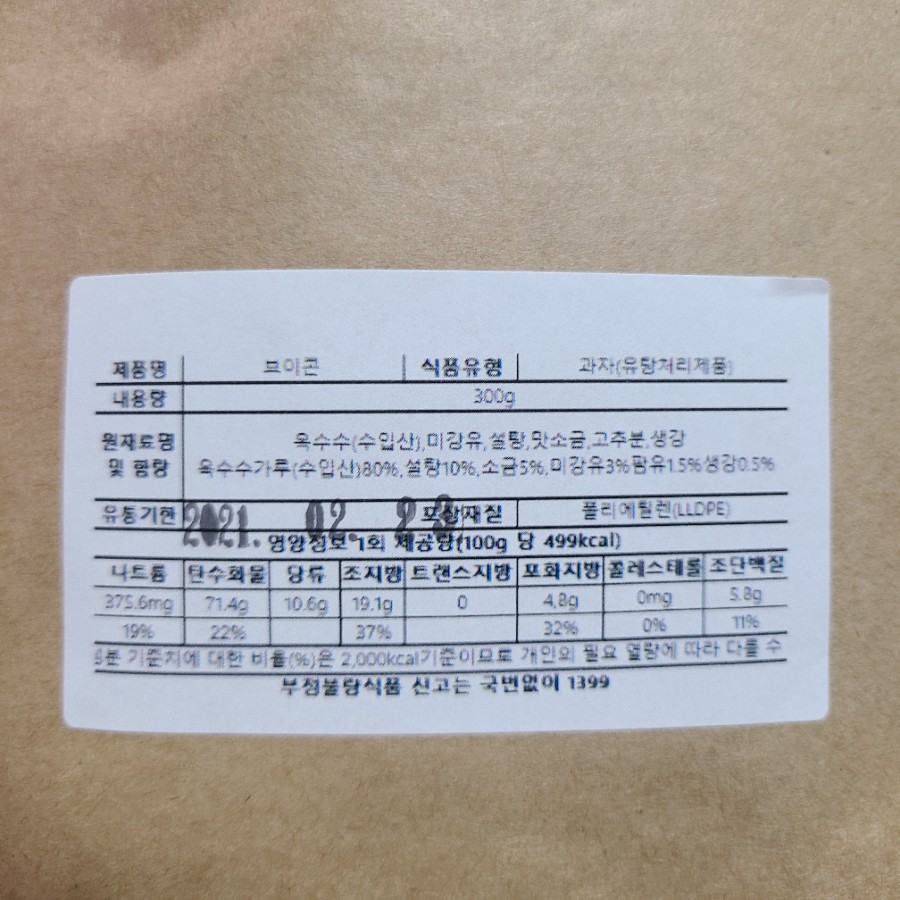 제품명 브이콘 식품유형 과자(유탕처리제품)
내용량 300g
원재료명 옥수수(수입산),미강유,설탕,맛소금,고추분,생강
및 함량 옥수수가루(수입산)80%,설탕10%,소금5%,미강유3%팜유1.5%생강0.5%
유통기한 2021. 02. 23 포장재질 폴리에틸렌(LLDPE)
영양정보 1회 제공량(100g 당 499kcal)
나트륨 탄수화물 당류 조지방 트랜스지방 포화지방 콜레스테롤 조단백질
375.6mg 71.4g 10.6g 19.1g 0 4.8g 0mg 5.8g
19% 22% 37% 32% 0% 11%
기준치에 대한 비율(%)은 2,000kcal기준이므로 개인의 필요 열량에 따라 다를 수
부정불량식품 신고는 국번없이 1399